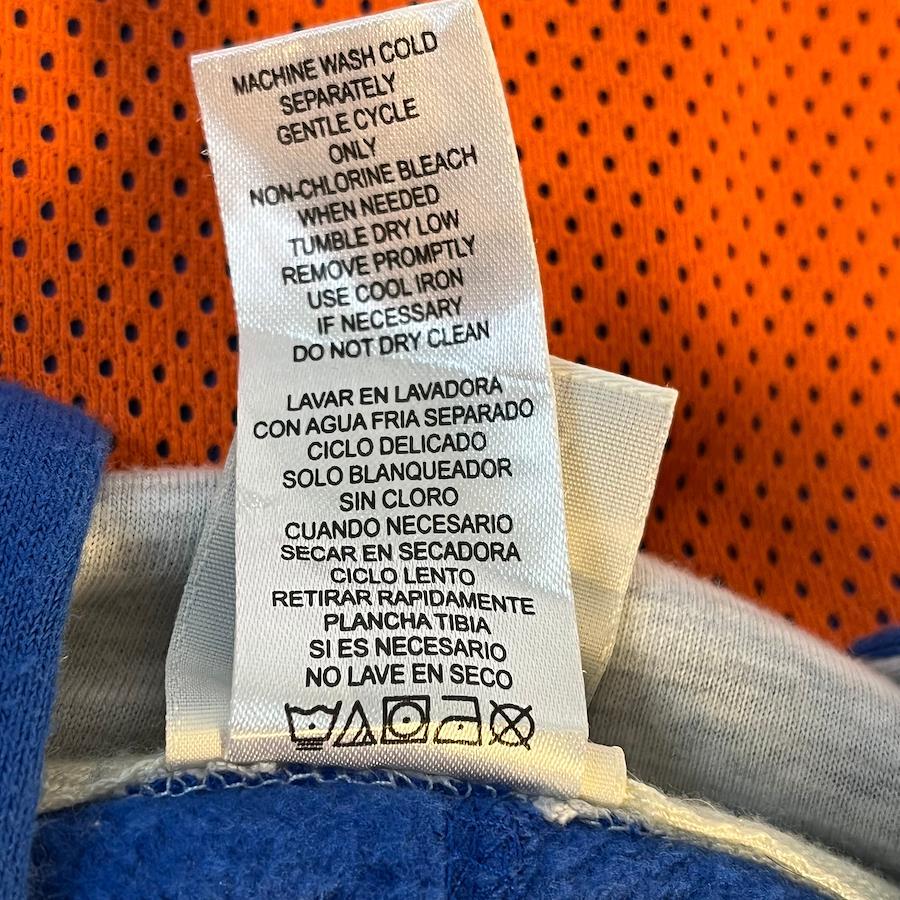 MACHINE WASH COLD
SEPARATELY
GENTLE CYCLE
ONLY
NON-CHLORINE BLEACH
WHEN NEEDED
TUMBLE DRY LOW
REMOVE PROMPTLY
USE COOL IRON
IF NECESSARY
DO NOT DRY CLEAN
LAVAR EN LAVADORA
CON AGUA FRIA SEPARADO
CICLO DELICADO
SOLO BLANQUEADOR
SIN CLORO
CUANDO NECESARIO
SECAR EN SECADORA
CICLO LENTO
RETIRAR RAPIDAMENTE
PLANCHA TIBIA
SI ES NECESARIO
NO LAVE EN SECO